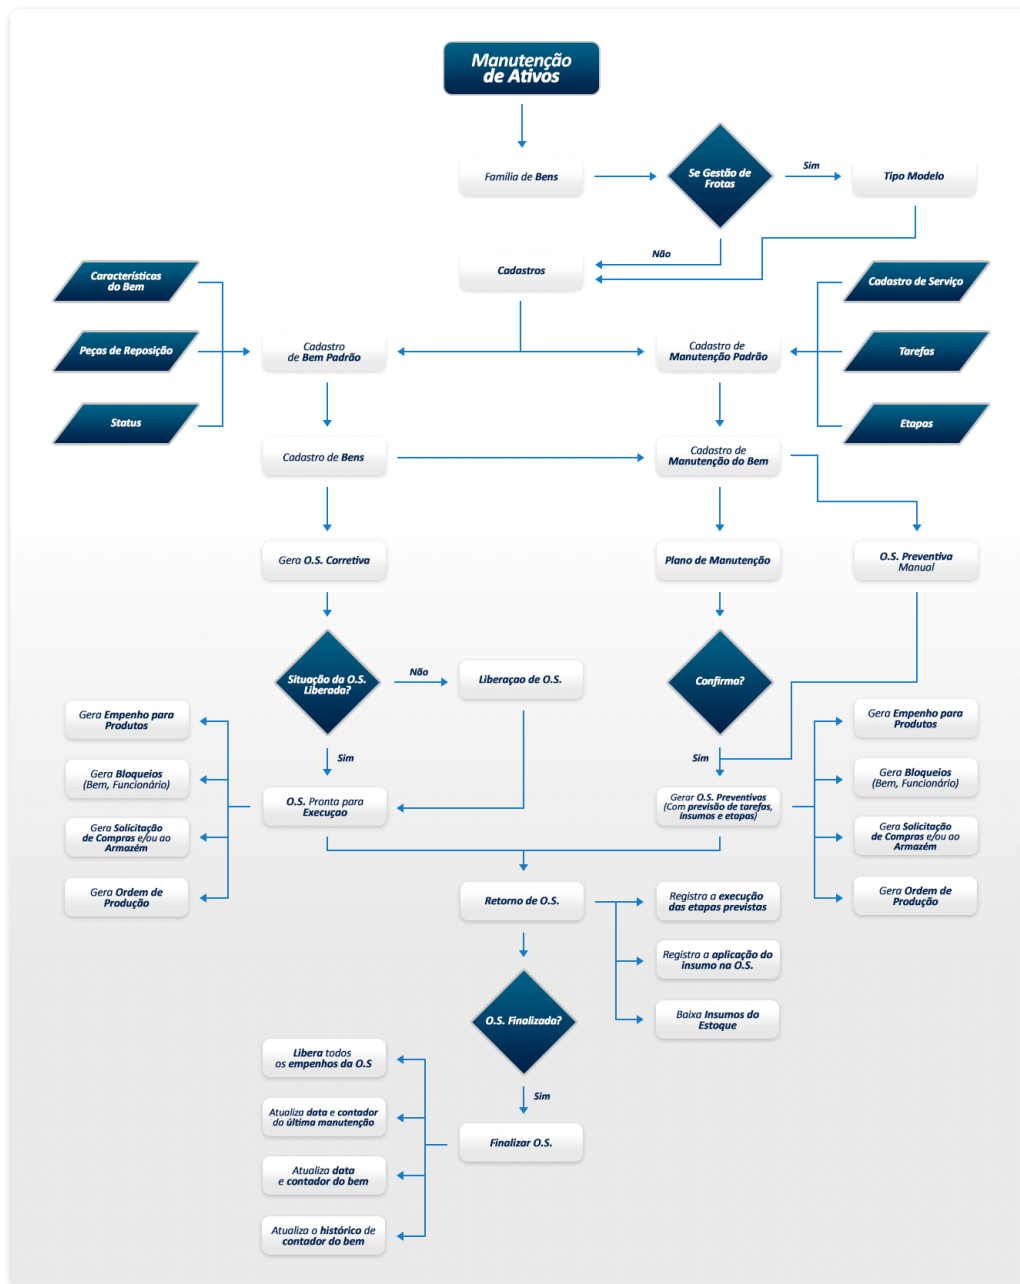 Manutenção
de Ativos
Família de Bens
Se Gestão de
Frotas
Sim
Tipo Modelo
Não
Cadastros
Características
do Bem
Cadastro de Serviço
Peças de Reposição
Cadastro
de Bem Padrão
Cadastro de
Manutenção Padrão
Tarefas
Status
Etapas
Cadastro de Bens
Cadastro de
Manutenção do Bem
Gera O.S. Corretiva
Plano de Manutenção
O.S. Preventiva
Manual
Situação da O.S.
Liberada?
Não
Liberaçao de O.S.
Confirma?
Gera Empenho para
Produtos
Gera Empenho para
Produtos
Sim
Sim
Gera Bloqueios
(Bem, Funcionário)
O.S. Pronta para
Execuçao
Gerar O.S. Preventivas
(Com previsão de tarefas,
insumos e etapas)
Gera Bloqueios
(Bem, Funcionário)
Gera Solicitação
de Compras e/ou ao
Armazém
Gera Solicitação
de Compras e/ou ao
Armazém
Gera Ordem de
Produção
Retorno de O.S.
Registra a execução
das etapas previstas
Gera Ordem de
Produção
Registra a aplicação do
insumo na O.S.
O.S. Finalizada?
Baixa Insumos do
Estoque
Libera todos
os empenhos da O.S
Sim
Atualiza data e contador
da última manutenção
Finalizar O.S.
Atualiza data
e contador do bem
Atualiza o histórico de
contador do bem